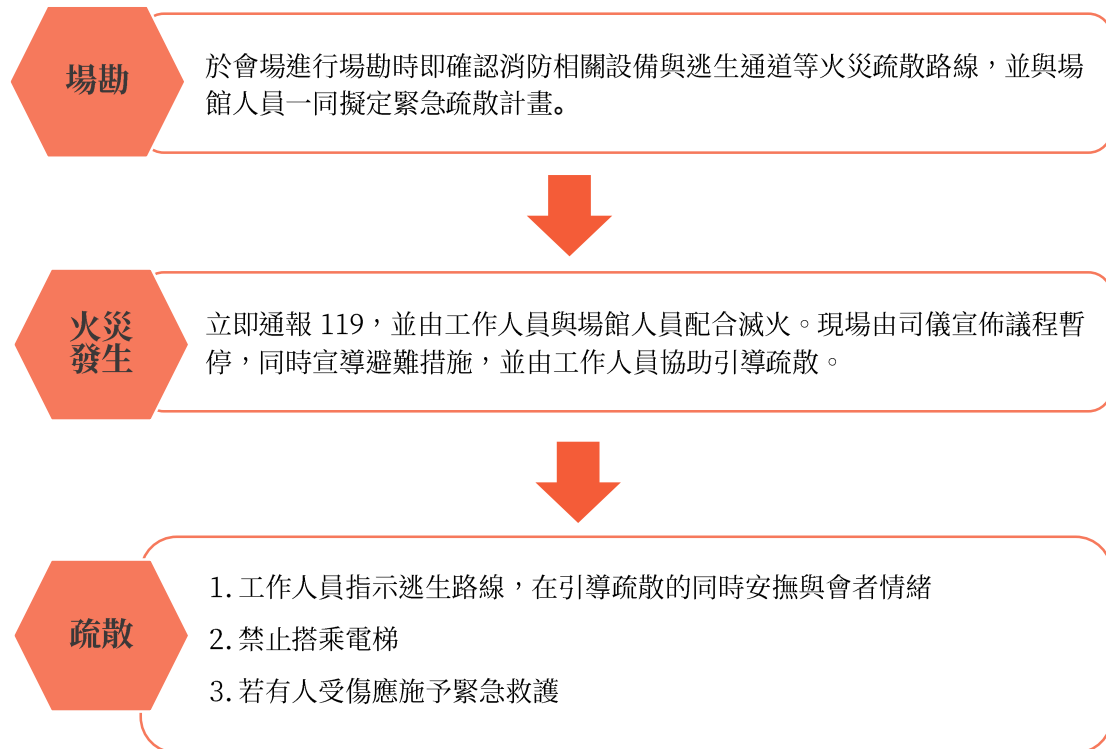 場勘
於會場進行場勘時即確認消防相關設備與逃生通道等火災疏散路線，並與場
館人員一同擬定緊急疏散計畫。
火災
發生
立即通報 119，並由工作人員與場館人員配合滅火。現場由司儀宣佈議程暫
停，同時宣導避難措施，並由工作人員協助引導疏散。
疏散
1. 工作人員指示逃生路線，在引導疏散的同時安撫與會者情緒
2. 禁止搭乘電梯
3. 若有人受傷應施予緊急救護